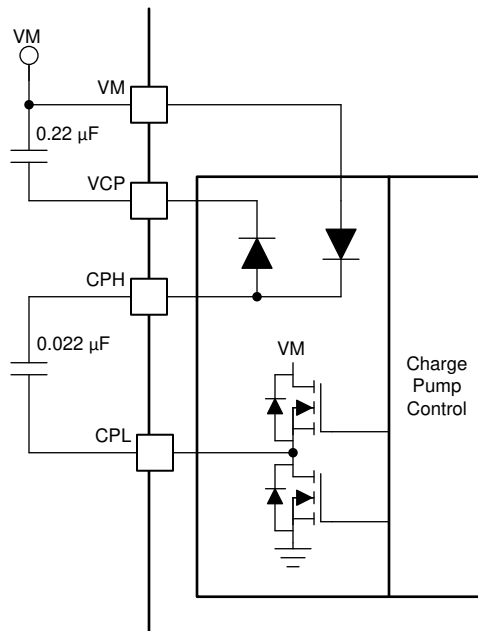 VM
VM
0.22 µF
VCP
CPH
0.022 µF
VM
Charge
Pump
Control
CPL